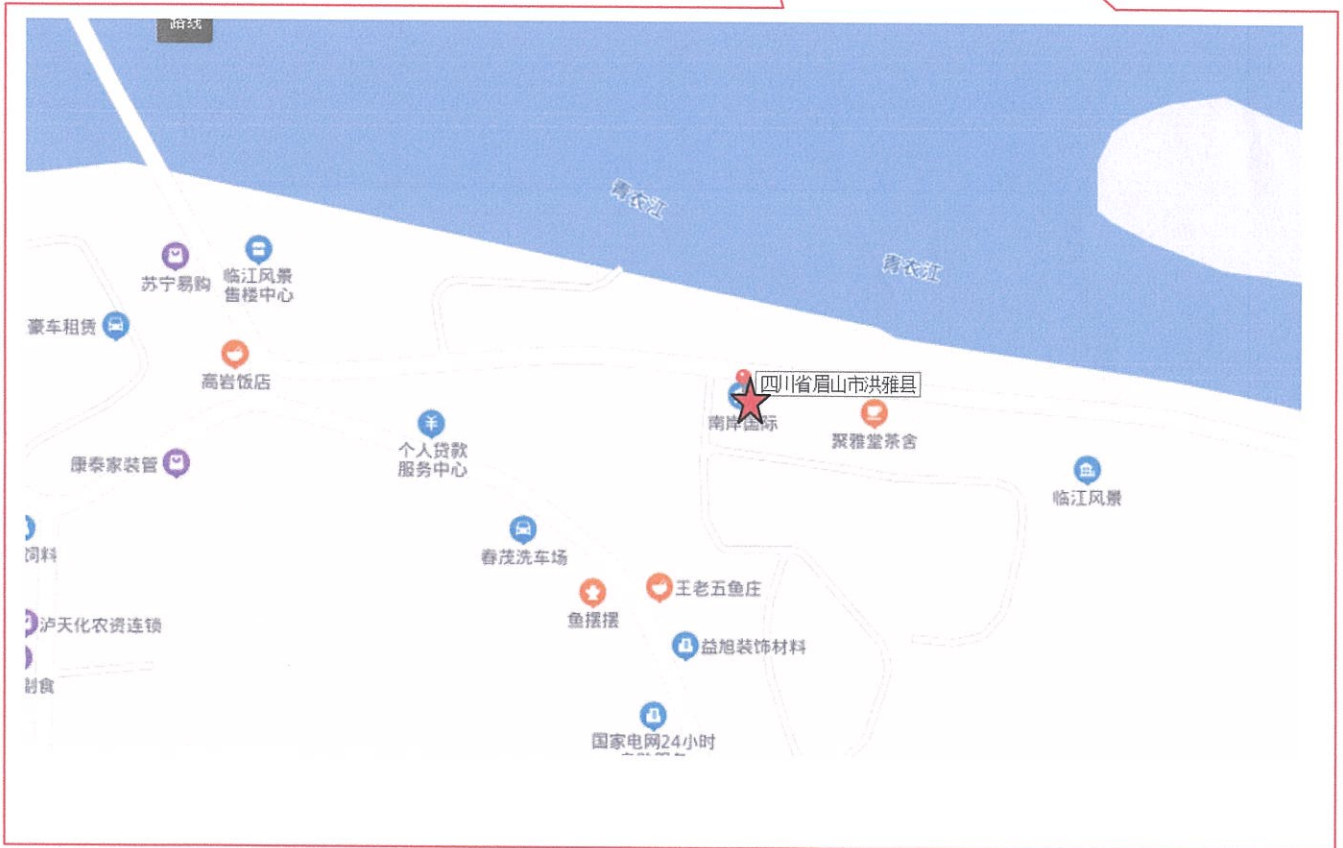 路线
青衣江
青衣江
苏宁易购
临江风景
售楼中心
豪车租赁
高岩饭店
四川省眉山市洪雅县
南岸国际
聚雅堂茶舍
个人贷款
服务中心
康泰家装管
临江风景
饲料
春茂洗车场
王老五鱼庄
鱼摆摆
泸天化农资连锁
益旭装饰材料
副食
国家电网24小时